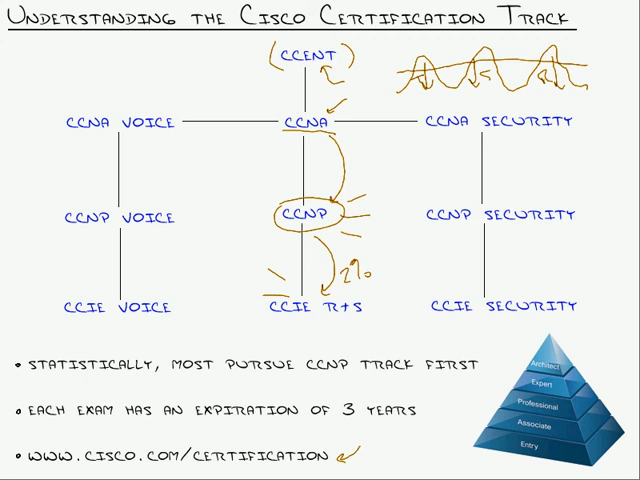 Understanding the Cisco Certification Track
(CCENT)
CCNA VOICE CCNA CCNA SECURITY
CCNP VOICE CCNP CCNP SECURITY
2%
CCIE VOICE CCIE R+S CCIE SECURITY
• STATISTICALLY, MOST PURSUE CCNP TRACK FIRST
• EACH EXAM HAS AN EXPIRATION OF 3 YEARS
• WWW.CISCO.COM/CERTIFICATION
Architect
Expert
Professional
Associate
Entry